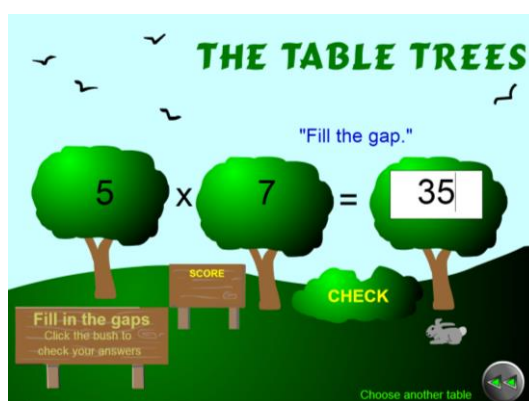 THE TABLE TREES
"Fill the gap."
5 x 7 = 35
SCORE
CHECK
Fill in the gaps
Click the bush to
check your answers
Choose another table